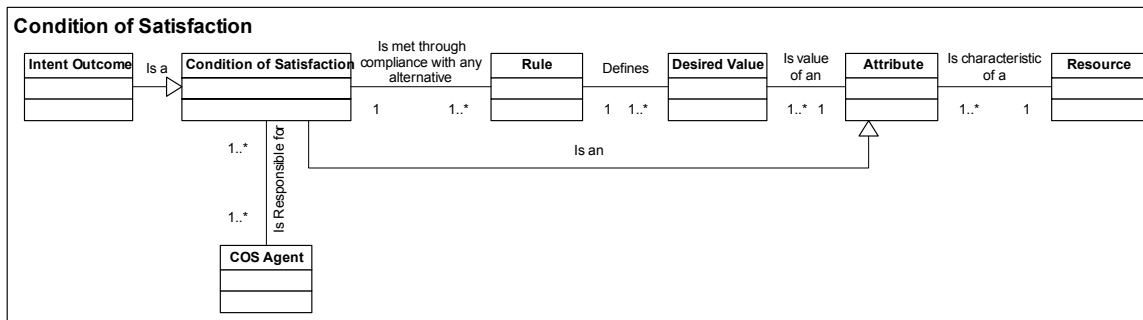 Condition of Satisfaction
Intent Outcome
Is a
Condition of Satisfaction
Is met through
compliance with any
alternative
1
1..*
Rule
Defines
1
1..*
Desired Value
Is value
of an
1..*
1
Attribute
Is characteristic
of a
1..*
1
Resource
Is an
1..*
Is Responsible for
1..*
COS Agent